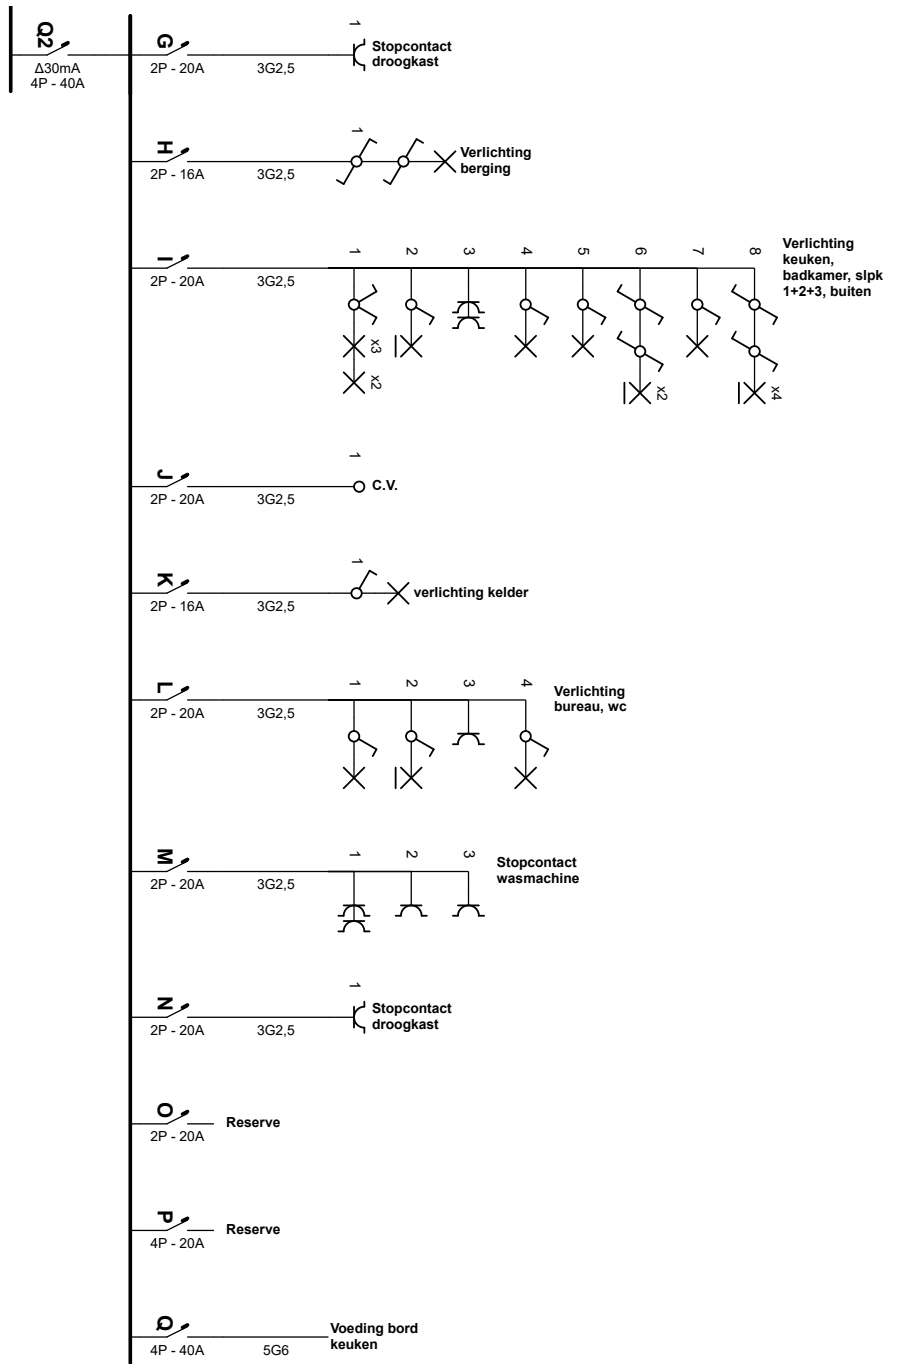 Q2
Δ30mA
4P - 40A
G
2P - 20A
3G2,5
1
Stopcontact
droogkast
H
2P - 16A
3G2,5
1
Verlichting
berging
I
2P - 20A
3G2,5
1
2
3
4
5
6
7
8
x3
x2
x2
x4
Verlichting
keuken,
badkamer, slpk
1+2+3, buiten
J
2P - 20A
3G2,5
1
C.V.
K
2P - 16A
3G2,5
1
verlichting kelder
L
2P - 20A
3G2,5
1
2
3
4
Verlichting
bureau, wc
M
2P - 20A
3G2,5
1
2
3
Stopcontact
wasmachine
N
2P - 20A
3G2,5
1
Stopcontact
droogkast
O
2P - 20A
Reserve
P
4P - 20A
Reserve
Q
4P - 40A
5G6
Voeding bord
keuken